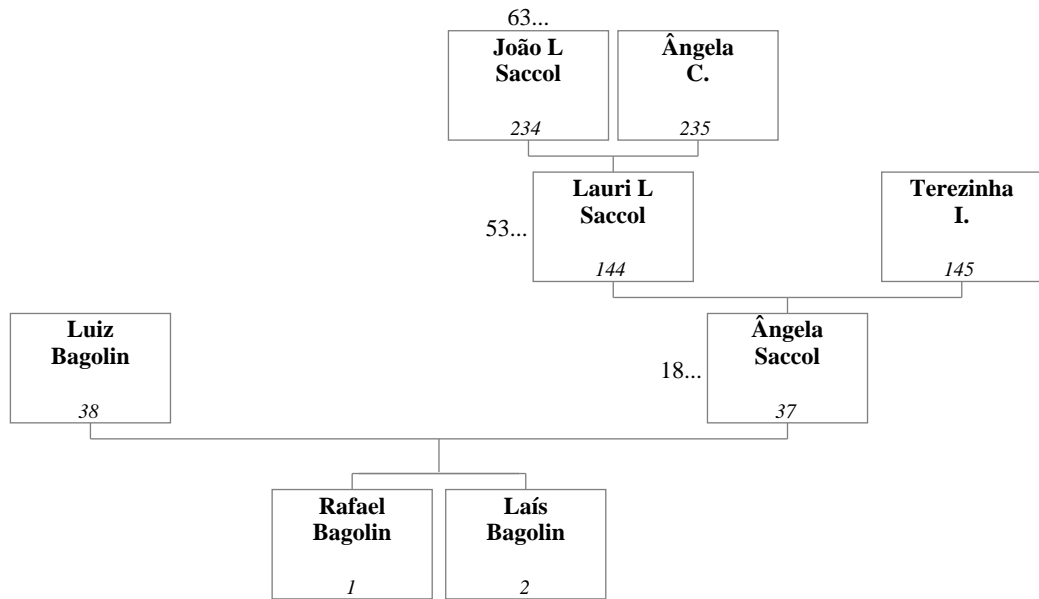 63...
João L
Saccol
234
Ângela
C.
235
53...
Lauri L
Saccol
144
Terezinha
I.
145
Luiz
Bagolin
38
18...
Ângela
Saccol
37
Rafael
Bagolin
1
Laís
Bagolin
2